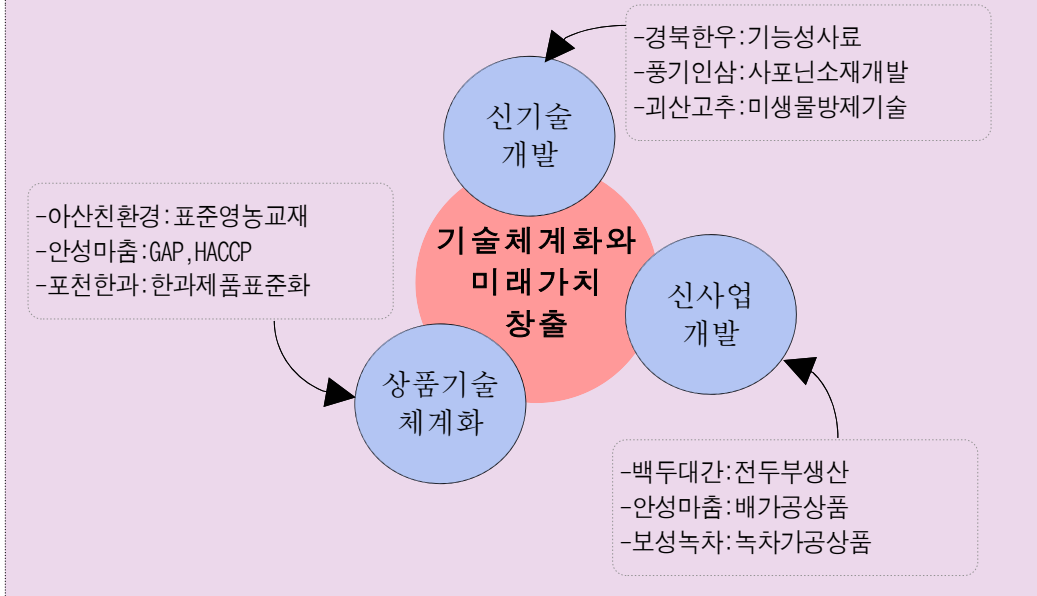 -경북한우:기능성사료
-풍기인삼:사포닌소재개발
-괴산고추:미생물방제기술
신기술
개발
-아산친환경:표준영농교재
-안성마춤:GAP,HACCP
-포천한과:한과제품표준화
기술체계화와
미래가치
창출
신사업
개발
상품기술
체계화
-백두대간:전두부생산
-안성마춤:배가공상품
-보성녹차:녹차가공상품